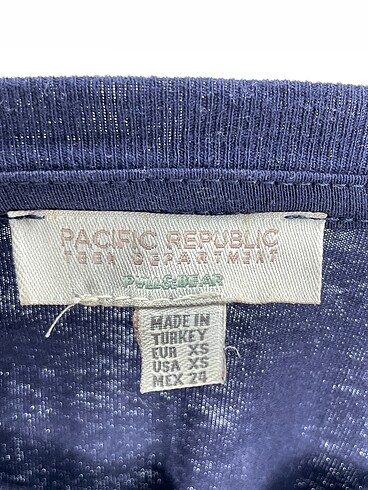 PACIFIC REPUBLIC
TEEN DEPARTMENT
PULL&BEAR
MADE IN
TURKEY
EUR XS
USA XS
MEX 24